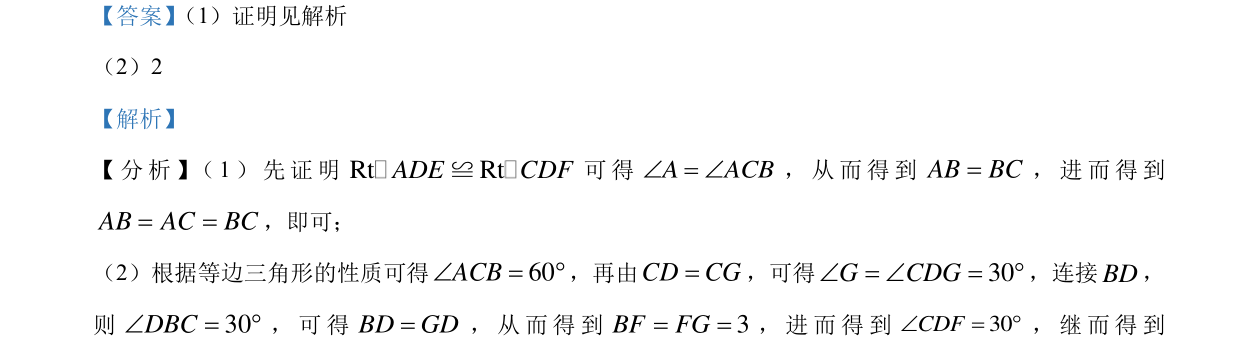 【答案】（1）证明见解析
（2）2
【解析】
【分析】（1）先证明 Rt□ADE≌Rt□CDF 可得 ∠A=∠ACB，从而得到 AB=BC，进而得到
AB=AC=BC，即可；
（2）根据等边三角形的性质可得∠ACB=60°，再由CD=CG，可得∠G=∠CDG=30°，连接BD，
则 ∠DBC=30°，可得 BD=GD，从而得到 BF=FG=3，进而得到 ∠CDF=30°，继而得到